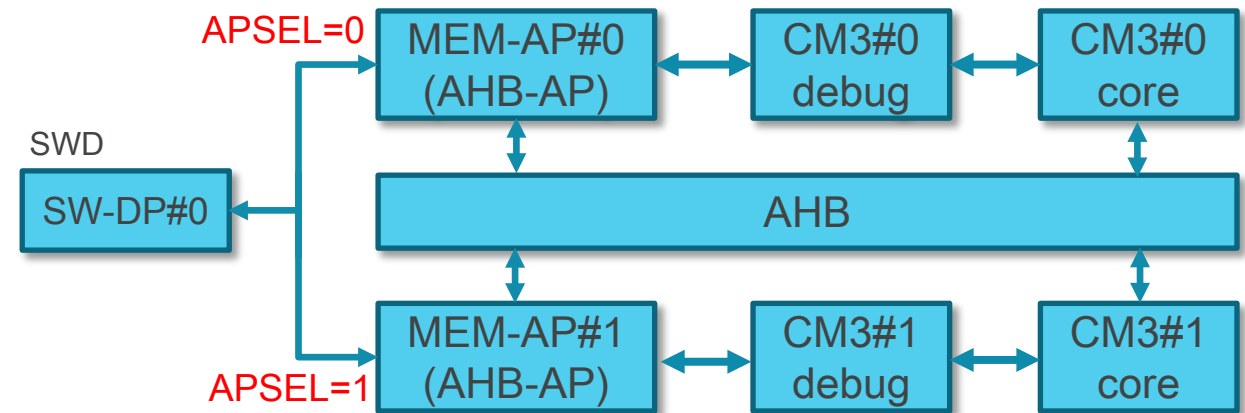 APSEL=0
MEM-AP#0
(AHB-AP)
CM3#0
debug
CM3#0
core
SWD
SW-DP#0
AHB
MEM-AP#1
(AHB-AP)
CM3#1
debug
CM3#1
core
APSEL=1